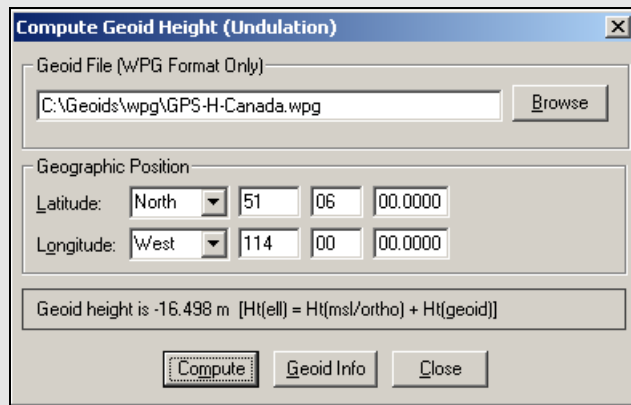 Compute Geoid Height (Undulation)
Geoid File (WPG Format Only)
C:\Geoids\wpg\GPS-H-Canada.wpg Browse
Geographic Position
Latitude: North 51 06 00.0000
Longitude: West 114 00 00.0000
Geoid height is -16.498 m [Ht(ell) = Ht(msl/ortho) + Ht(geoid)]
Compute Geoid Info Close